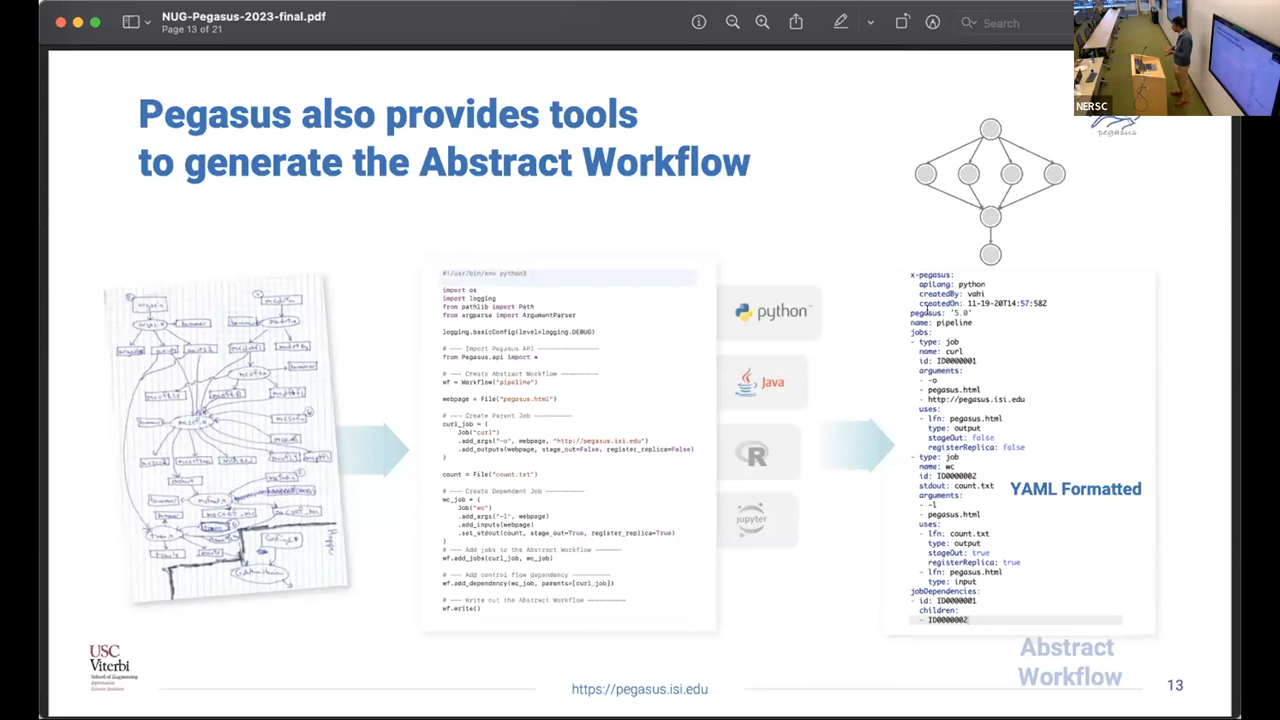 NUG-Pegasus-2023-final.pdf
Page 13 of 21
Search
NERSC
Pegasus also provides tools
to generate the Abstract Workflow
pegasus
#!/usr/bin/env python3
import os
import logging
from pathlib import Path
from argparse import ArgumentParser
logging.basicConfig(level=logging.DEBUG)
# --- Import Pegasus API ---
from Pegasus.api import *
# --- Create Abstract Workflow ---
wf = Workflow("pipeline")
webpage = File("pegasus.html")
# --- Create Parent Job ---
curl_job = (
Job("curl")
.add_args("-o", webpage, "http://pegasus.isi.edu")
.add_outputs(webpage, stage_out=False, register_replica=False)
)
count = File("count.txt")
# --- Create Dependent Job ---
wc_job = (
Job("wc")
.add_args("-l", webpage)
.add_inputs(webpage)
.set_stdout(count, stage_out=True, register_replica=True)
)
# --- Add jobs to the Abstract Workflow ---
wf.add_jobs(curl_job, wc_job)
# --- Add control flow dependency ---
wf.add_dependency(wc_job, parents=[curl_job])
# --- Write out the Abstract Workflow ---
wf.write()
python™
Java
R
jupyter
x-pegasus:
apiLang: python
createdBy: vahi
createdOn: 11-19-20T14:57:58Z
pegasus: '5.0'
name: pipeline
jobs:
- type: job
name: curl
id: ID0000001
arguments:
- -o
- pegasus.html
- http://pegasus.isi.edu
uses:
- lfn: pegasus.html
type: output
stageOut: false
registerReplica: false
- type: job
name: wc
id: ID0000002
stdout: count.txt
arguments:
- -l
- pegasus.html
uses:
- lfn: count.txt
type: output
stageOut: true
registerReplica: true
- lfn: pegasus.html
type: input
jobDependencies:
- id: ID0000001
children:
- ID0000002
YAML Formatted
Abstract
Workflow
USC
Viterbi
School of Engineering
https://pegasus.isi.edu
13